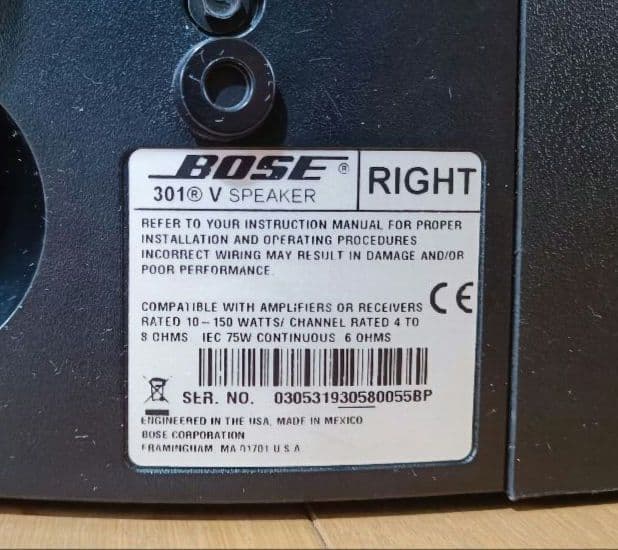 BOSE ®
301® V SPEAKER
RIGHT
REFER TO YOUR INSTRUCTION MANUAL FOR PROPER
INSTALLATION AND OPERATING PROCEDURES
INCORRECT WIRING MAY RESULT IN DAMAGE AND/OR
POOR PERFORMANCE.
COMPATIBLE WITH AMPLIFIERS OR RECEIVERS
RATED 10-150 WATTS/ CHANNEL RATED 4 TO
8 OHMS IEC 75W CONTINUOUS 6 OHMS
CE
SER. NO. 030531930580055BP
ENGINEERED IN THE USA, MADE IN MEXICO
BOSE CORPORATION
FRAMINGHAM, MA 01701 U S A